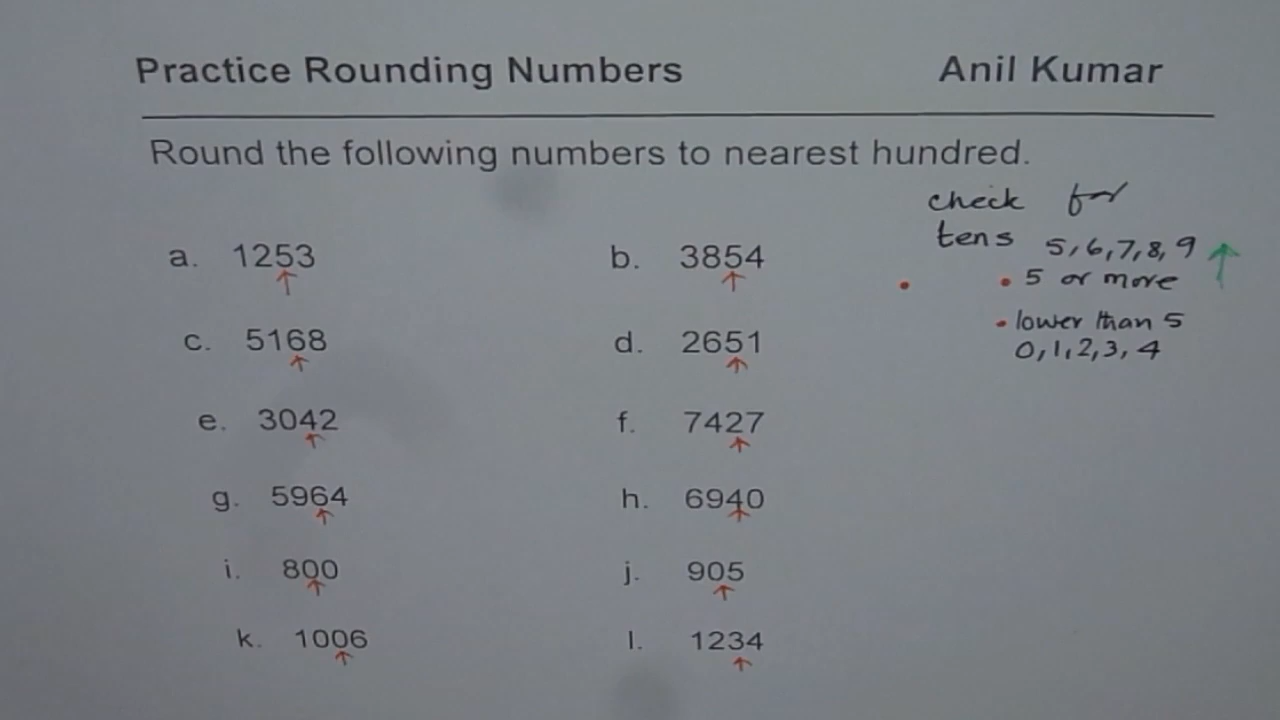 Practice Rounding Numbers Anil Kumar
Round the following numbers to nearest hundred.
check for
tens 5,6,7,8,9
• 5 or more
• lower than 5
0,1,2,3,4
a. 1253 b. 3854
c. 5168 d. 2651
e. 3042 f. 7427
g. 5964 h. 6940
i. 800 j. 905
k. 1006 l. 1234